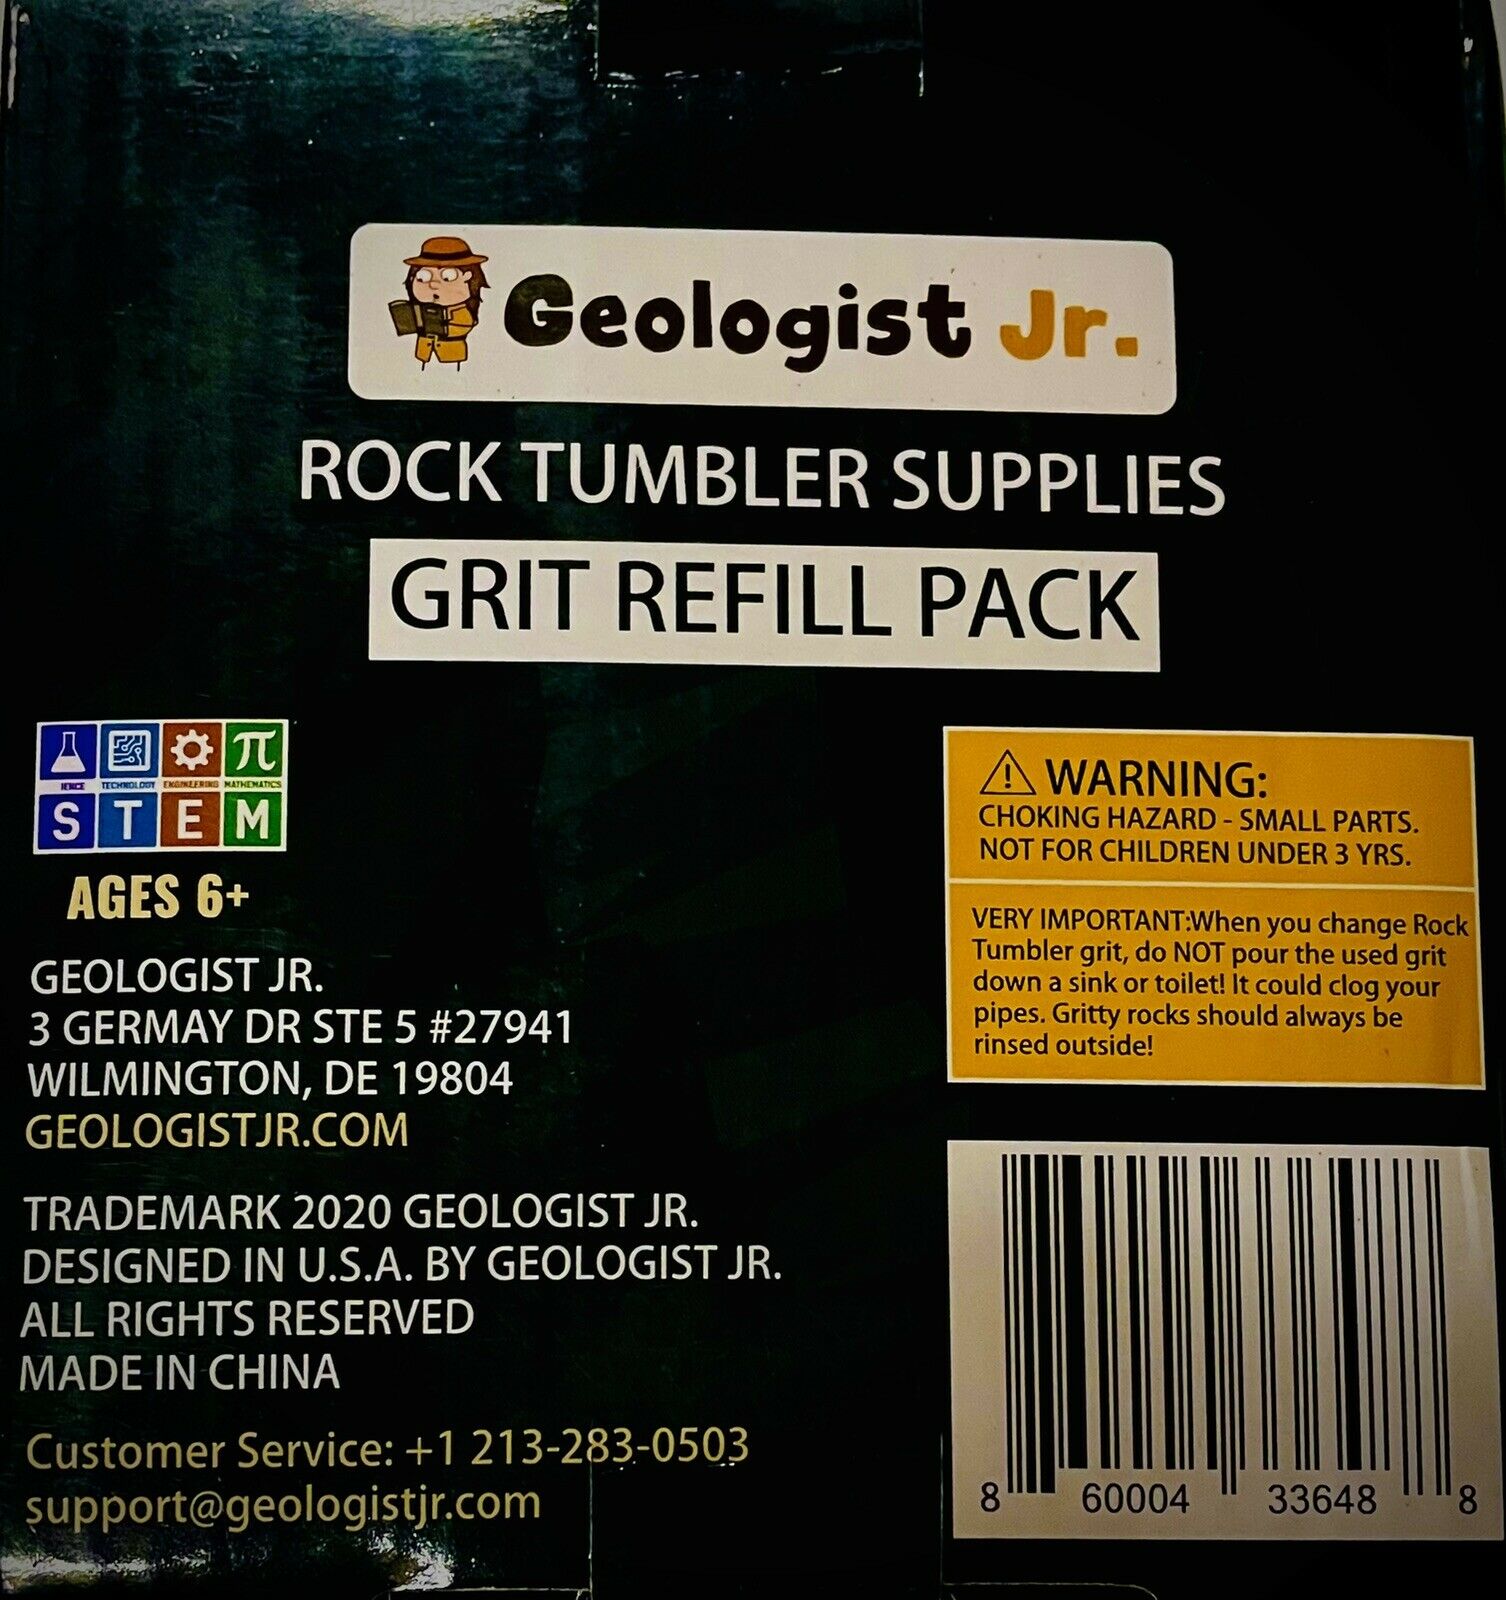 Geologist Jr.
ROCK TUMBLER SUPPLIES
GRIT REFILL PACK
IENCE TECHNOLOGY ENGINEERING MATHEMATICS
S T E M
AGES 6+
GEOLOGIST JR.
3 GERMAY DR STE 5 #27941
WILMINGTON, DE 19804
GEOLOGISTJR.COM
TRADEMARK 2020 GEOLOGIST JR.
DESIGNED IN U.S.A. BY GEOLOGIST JR.
ALL RIGHTS RESERVED
MADE IN CHINA
Customer Service: +1 213-283-0503
support@geologistjr.com
WARNING:
CHOKING HAZARD - SMALL PARTS.
NOT FOR CHILDREN UNDER 3 YRS.
VERY IMPORTANT:When you change Rock
Tumbler grit, do NOT pour the used grit
down a sink or toilet! It could clog your
pipes. Gritty rocks should always be
rinsed outside!
8 60004 33648 8